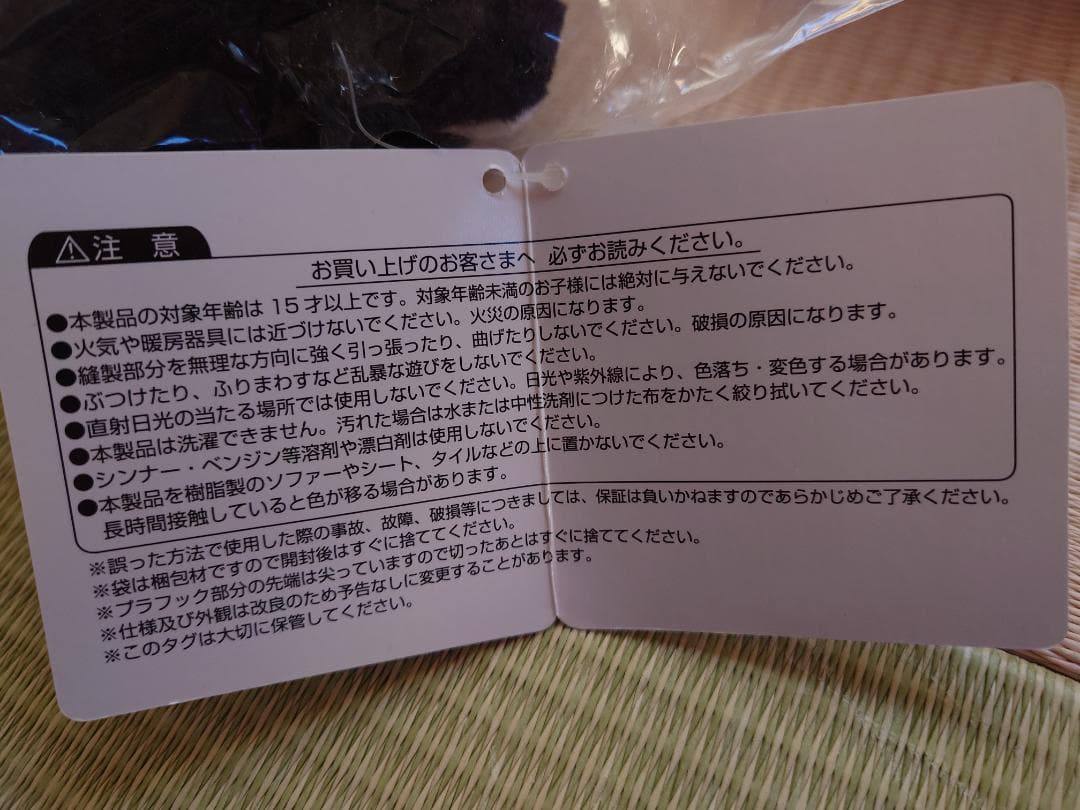 ⚠注 意
お買い上げのお客さまへ 必ずお読みください。
●本製品の対象年齢は 15才以上です。対象年齢未満のお子様には絶対に与えないでください。
●火気や暖房器具には近づけないでください。火災の原因になります。
●縫製部分を無理な方向に強く引っ張ったり、曲げたりしないでください。破損の原因になります。
●ぶつけたり、ふりまわすなど乱暴な遊びをしないでください。
●直射日光の当たる場所では使用しないでください。日光や紫外線により、色落ち・変色する場合があります。
●本製品は洗濯できません。汚れた場合は水または中性洗剤につけた布をかたく絞り拭いてください。
●シンナー・ベンジン等溶剤や漂白剤は使用しないでください。
●本製品を樹脂製のソファーやシート、タイルなどの上に置かないでください。
長時間接触していると色が移る場合があります。
※誤った方法で使用した際の事故、故障、破損等につきましては、保証は負いかねますのであらかじめご了承ください。
※袋は梱包材ですので開封後はすぐに捨ててください。
※プラフック部分の先端は尖っていますので切ったあとはすぐに捨ててください。
※仕様及び外観は改良のため予告なしに変更することがあります。
※このタグは大切に保管してください。